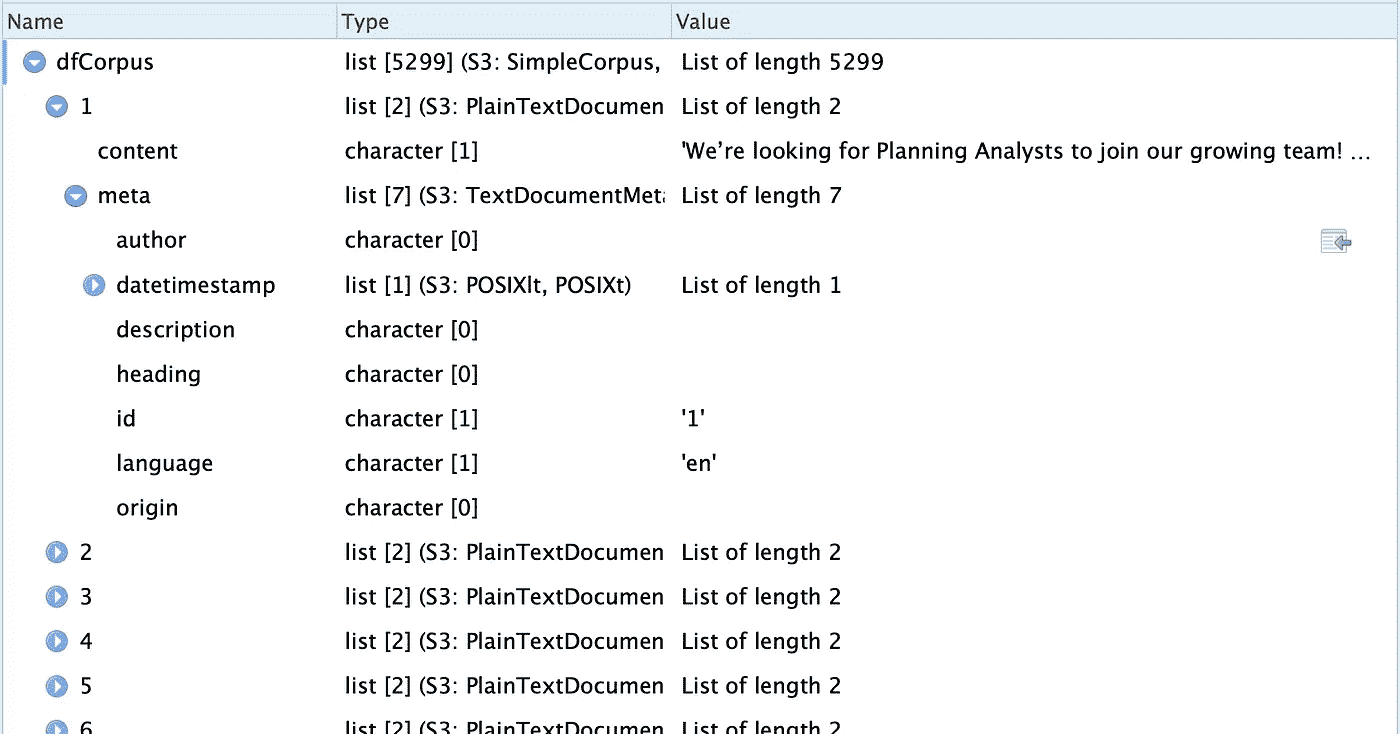 Name Type Value
dfCorpus list [5299] (S3: SimpleCorpus, List of length 5299
1 list [2] (S3: PlainTextDocumen List of length 2
content character [1] 'We’re looking for Planning Analysts to join our growing team! ...
meta list [7] (S3: TextDocumentMeta List of length 7
author character [0]
datetimestamp list [1] (S3: POSIXlt, POSIXt) List of length 1
description character [0]
heading character [0]
id character [1] '1'
language character [1] 'en'
origin character [0]
2 list [2] (S3: PlainTextDocumen List of length 2
3 list [2] (S3: PlainTextDocumen List of length 2
4 list [2] (S3: PlainTextDocumen List of length 2
5 list [2] (S3: PlainTextDocumen List of length 2
6 list [2] (S3: PlainTextDocumen List of length 2